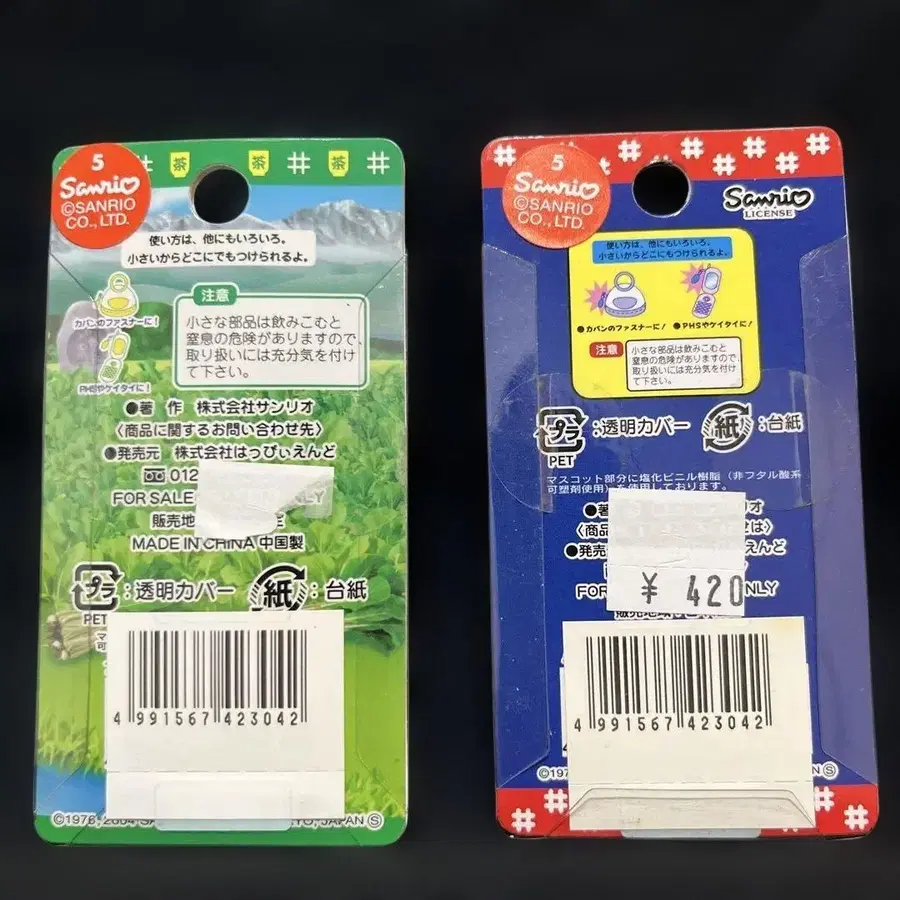 5
Sanrio
©SANRIO
CO., LTD.
茶
茶
茶
使い方は、他にもいろいろ。
小さいからどこにでもつけられるよ。
カバンのファスナーに!
PHSやケイタイに!
注意
小さな部品は飲みこむと
窒息の危険がありますので、
取り扱いには充分気を付け
て下さい。
●著 作 株式会社サンリオ
〈商品に関するお問い合わせ先〉
●発売元 株式会社はっぴぃえんど
012
FOR SALE ONLY
販売地
MADE IN CHINA 中国製
プラ :透明カバー 紙 :台紙
PET
4 991567 423042
©1976, 2004, JAPAN Ⓢ
5
Sanrio
©SANRIO
CO., LTD.
Sanrio
LICENSE
使い方は、他にもいろいろ。
小さいからどこにでもつけられるよ。
●カバンのファスナーに!
●PHSやケイタイに!
注意
小さな部品は飲みこむと
窒息の危険がありますので、
取り扱いには充分気を付け
て下さい。
プラ :透明カバー 紙 :台紙
PET
マスコット部分に塩化ビニル樹脂(非フタル酸系
可塑剤使用)を使用しております。
●発売 えんど
¥ 420
FOR ONLY
4 991567 423042
JAPAN Ⓢ